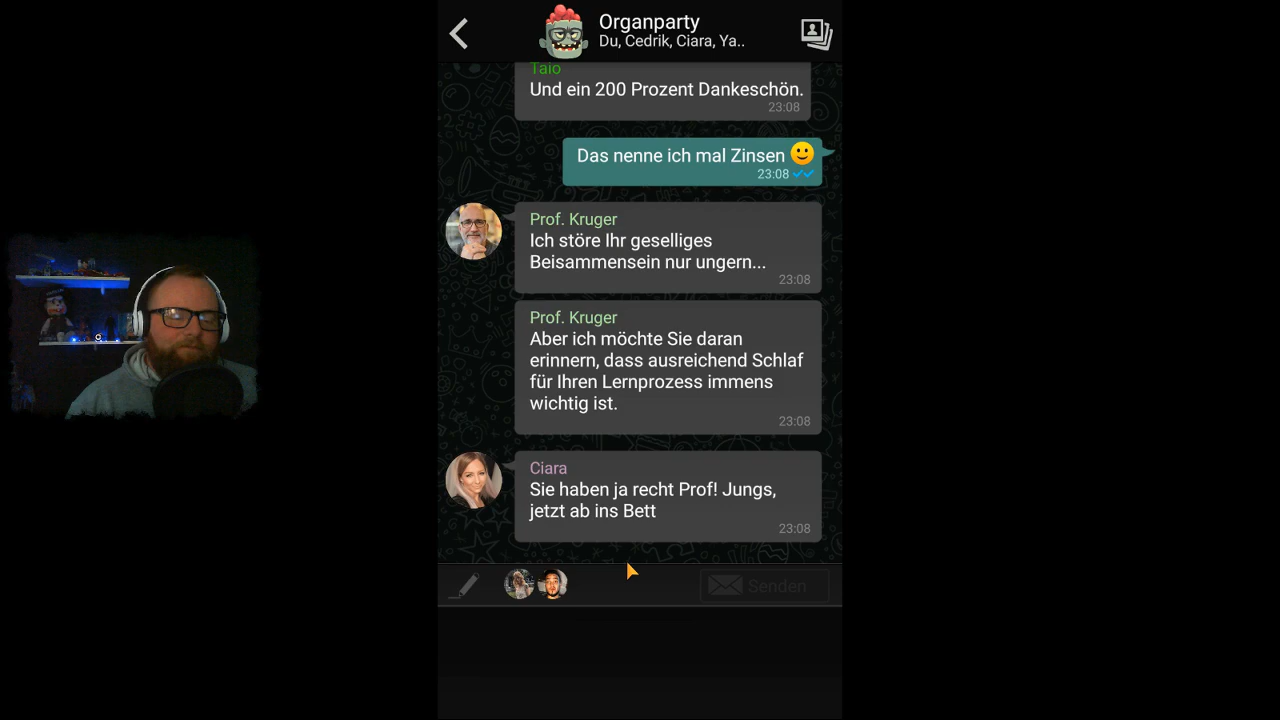 Organparty
Du, Cedrik, Ciara, Ya..
Taio
Und ein 200 Prozent Dankeschön.
23:08
Das nenne ich mal Zinsen 🙂
23:08
Prof. Kruger
Ich störe Ihr geselliges
Beisammensein nur ungern...
23:08
Prof. Kruger
Aber ich möchte Sie daran
erinnern, dass ausreichend Schlaf
für Ihren Lernprozess immens
wichtig ist.
23:08
Ciara
Sie haben ja recht Prof! Jungs,
jetzt ab ins Bett
23:08
Senden